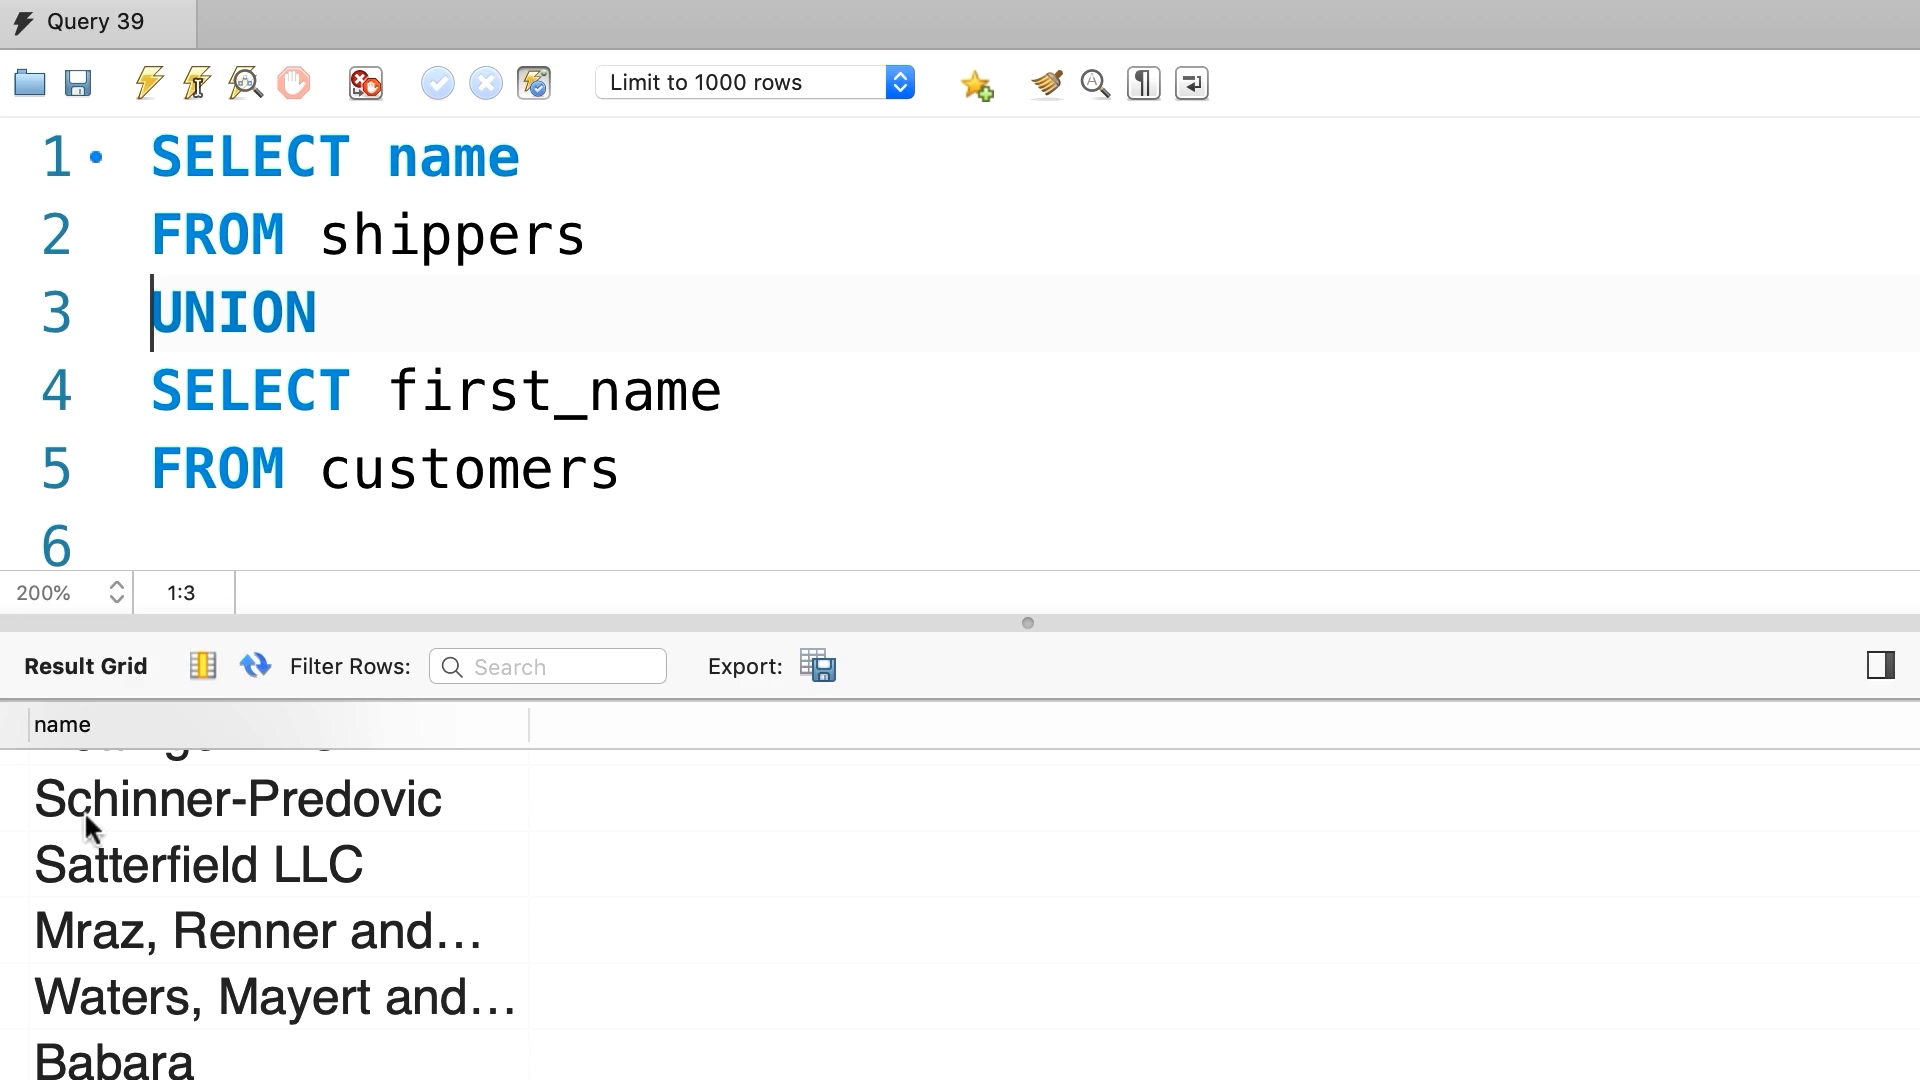 Query 39
Limit to 1000 rows
1 SELECT name
2 FROM shippers
3 UNION
4 SELECT first_name
5 FROM customers
6
200% 1:3
Result Grid Filter Rows: Search Export:
name
Schinner-Predovic
Satterfield LLC
Mraz, Renner and...
Waters, Mayert and...
Babara